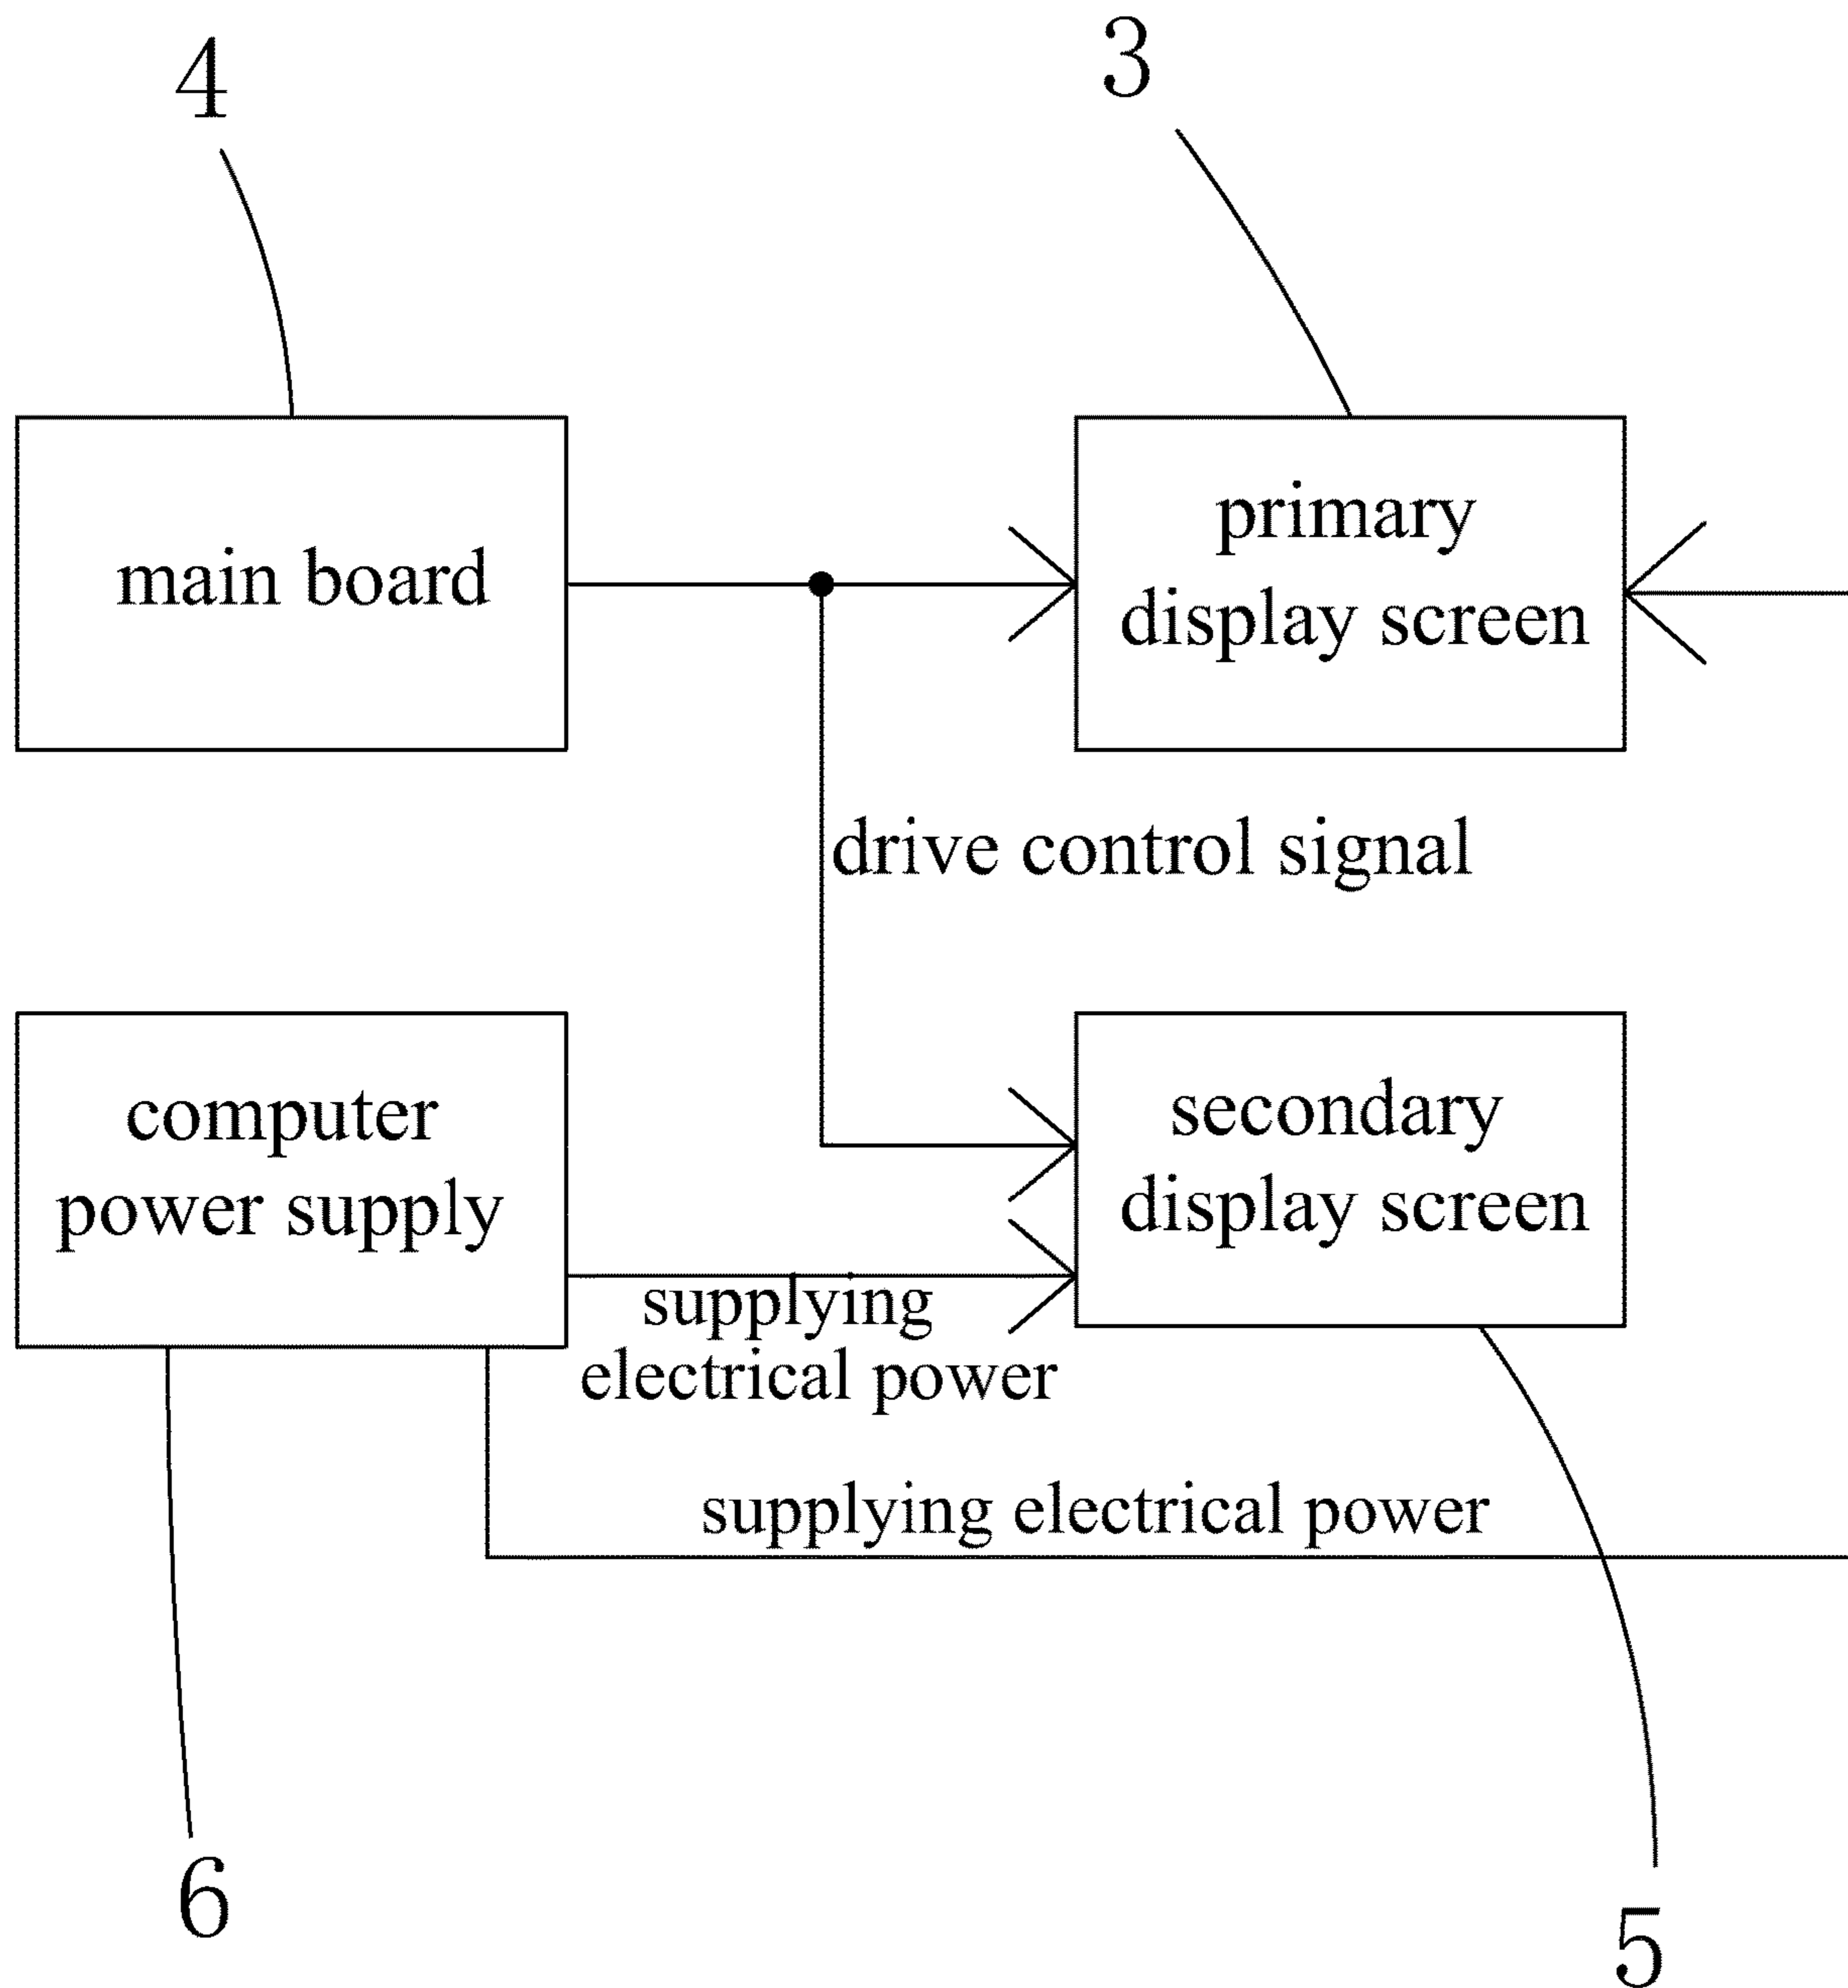 4
3
main board
primary
display screen
drive control signal
computer
power supply
secondary
display screen
supplying
electrical power
supplying electrical power
6
5